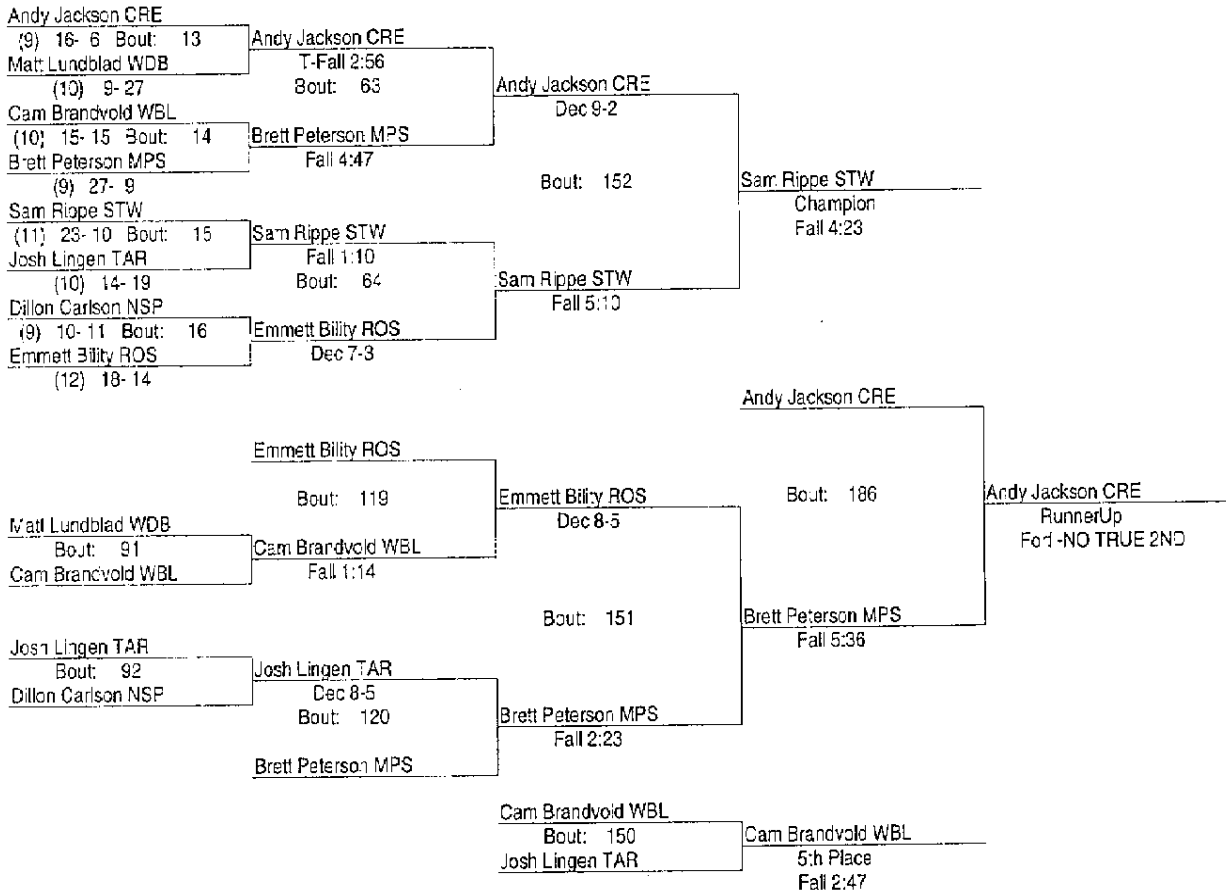 Andy Jackson CRE
(9) 16- 6 Bout: 13
Matt Lundblad WDB
(10) 9- 27
Cam Brandvold WBL
(10) 15- 15 Bout: 14
Brett Peterson MPS
(9) 27- 9
Sam Rippe STW
(11) 23- 10 Bout: 15
Josh Lingen TAR
(10) 14- 19
Dillon Carlson NSP
(9) 10- 11 Bout: 16
Emmett Bility ROS
(12) 18- 14
Andy Jackson CRE
T-Fall 2:56
Bout: 63
Brett Peterson MPS
Fall 4:47
Sam Rippe STW
Fall 1:10
Bout: 64
Emmett Bility ROS
Dec 7-3
Andy Jackson CRE
Dec 9-2
Bout: 152
Sam Rippe STW
Fall 5:10
Sam Rippe STW
Champion
Fall 4:23
Matt Lundblad WDB
Bout: 91
Cam Brandvold WBL
Josh Lingen TAR
Bout: 92
Dillon Carlson NSP
Emmett Bility ROS
Bout: 119
Cam Brandvold WBL
Fall 1:14
Josh Lingen TAR
Dec 8-5
Bout: 120
Brett Peterson MPS
Emmett Bility ROS
Dec 8-5
Bout: 151
Brett Peterson MPS
Fall 2:23
Andy Jackson CRE
Bout: 186
Brett Peterson MPS
Fall 5:36
Andy Jackson CRE
RunnerUp
Forf -NO TRUE 2ND
Cam Brandvold WBL
Bout: 150
Josh Lingen TAR
Cam Brandvold WBL
5th Place
Fall 2:47